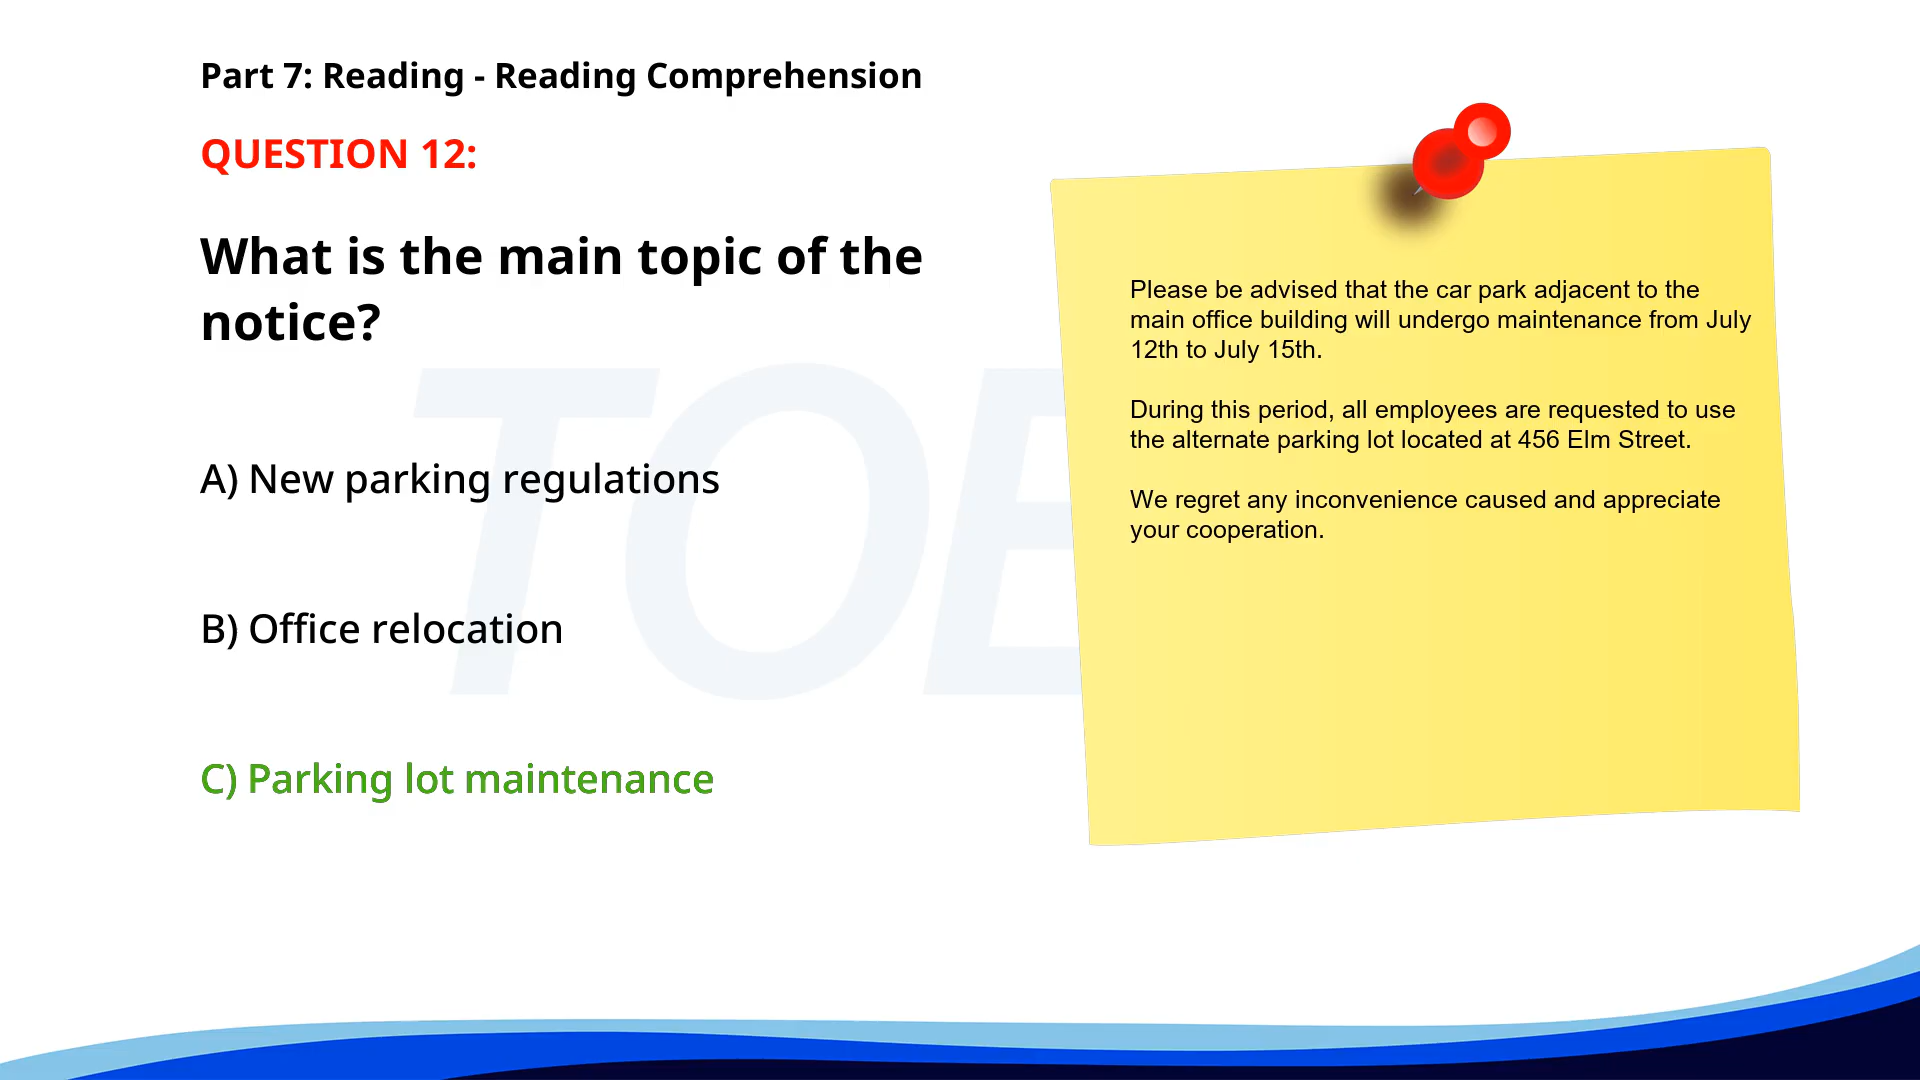 Part 7: Reading - Reading Comprehension
QUESTION 12:
What is the main topic of the
notice?
A) New parking regulations
B) Office relocation
C) Parking lot maintenance
Please be advised that the car park adjacent to the
main office building will undergo maintenance from July
12th to July 15th.
During this period, all employees are requested to use
the alternate parking lot located at 456 Elm Street.
We regret any inconvenience caused and appreciate
your cooperation.